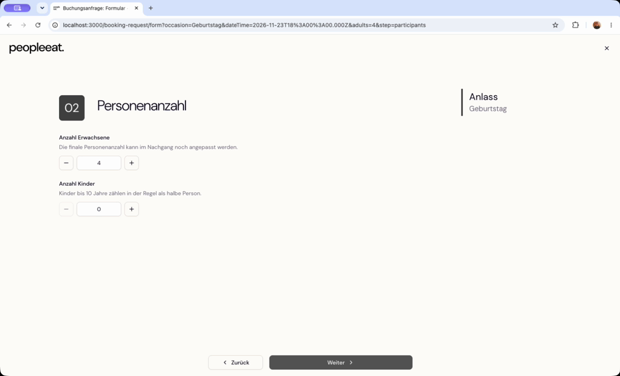 Buchungsanfrage: Formular
localhost:3000/booking-request/form?occasion=Geburtstag&dateTime=2026-11-23T18%3A00%3A00.000Z&adults=4&step=participants
peopleeat.
02 Personenanzahl
Anlass
Geburtstag
Anzahl Erwachsene
Die finale Personenanzahl kann im Nachgang noch angepasst werden.
− 4 +
Anzahl Kinder
Kinder bis 10 Jahre zählen in der Regel als halbe Person.
− 0 +
Zurück
Weiter